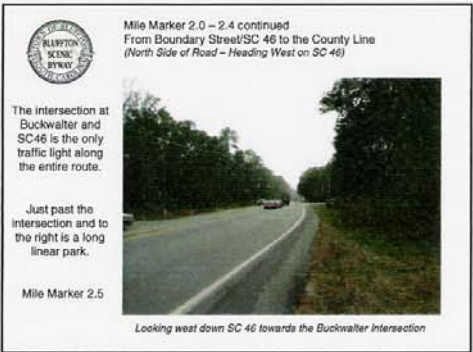 BLUFFTON
SCENIC
BYWAY
Mile Marker 2.0 – 2.4 continued
From Boundary Street/SC 46 to the County Line
(North Side of Road – Heading West on SC 46)
The intersection at
Buckwalter and
SC46 is the only
traffic light along
the entire route.
Just past the
intersection and to
the right is a long
linear park.
Mile Marker 2.5
Looking west down SC 46 towards the Buckwalter Intersection